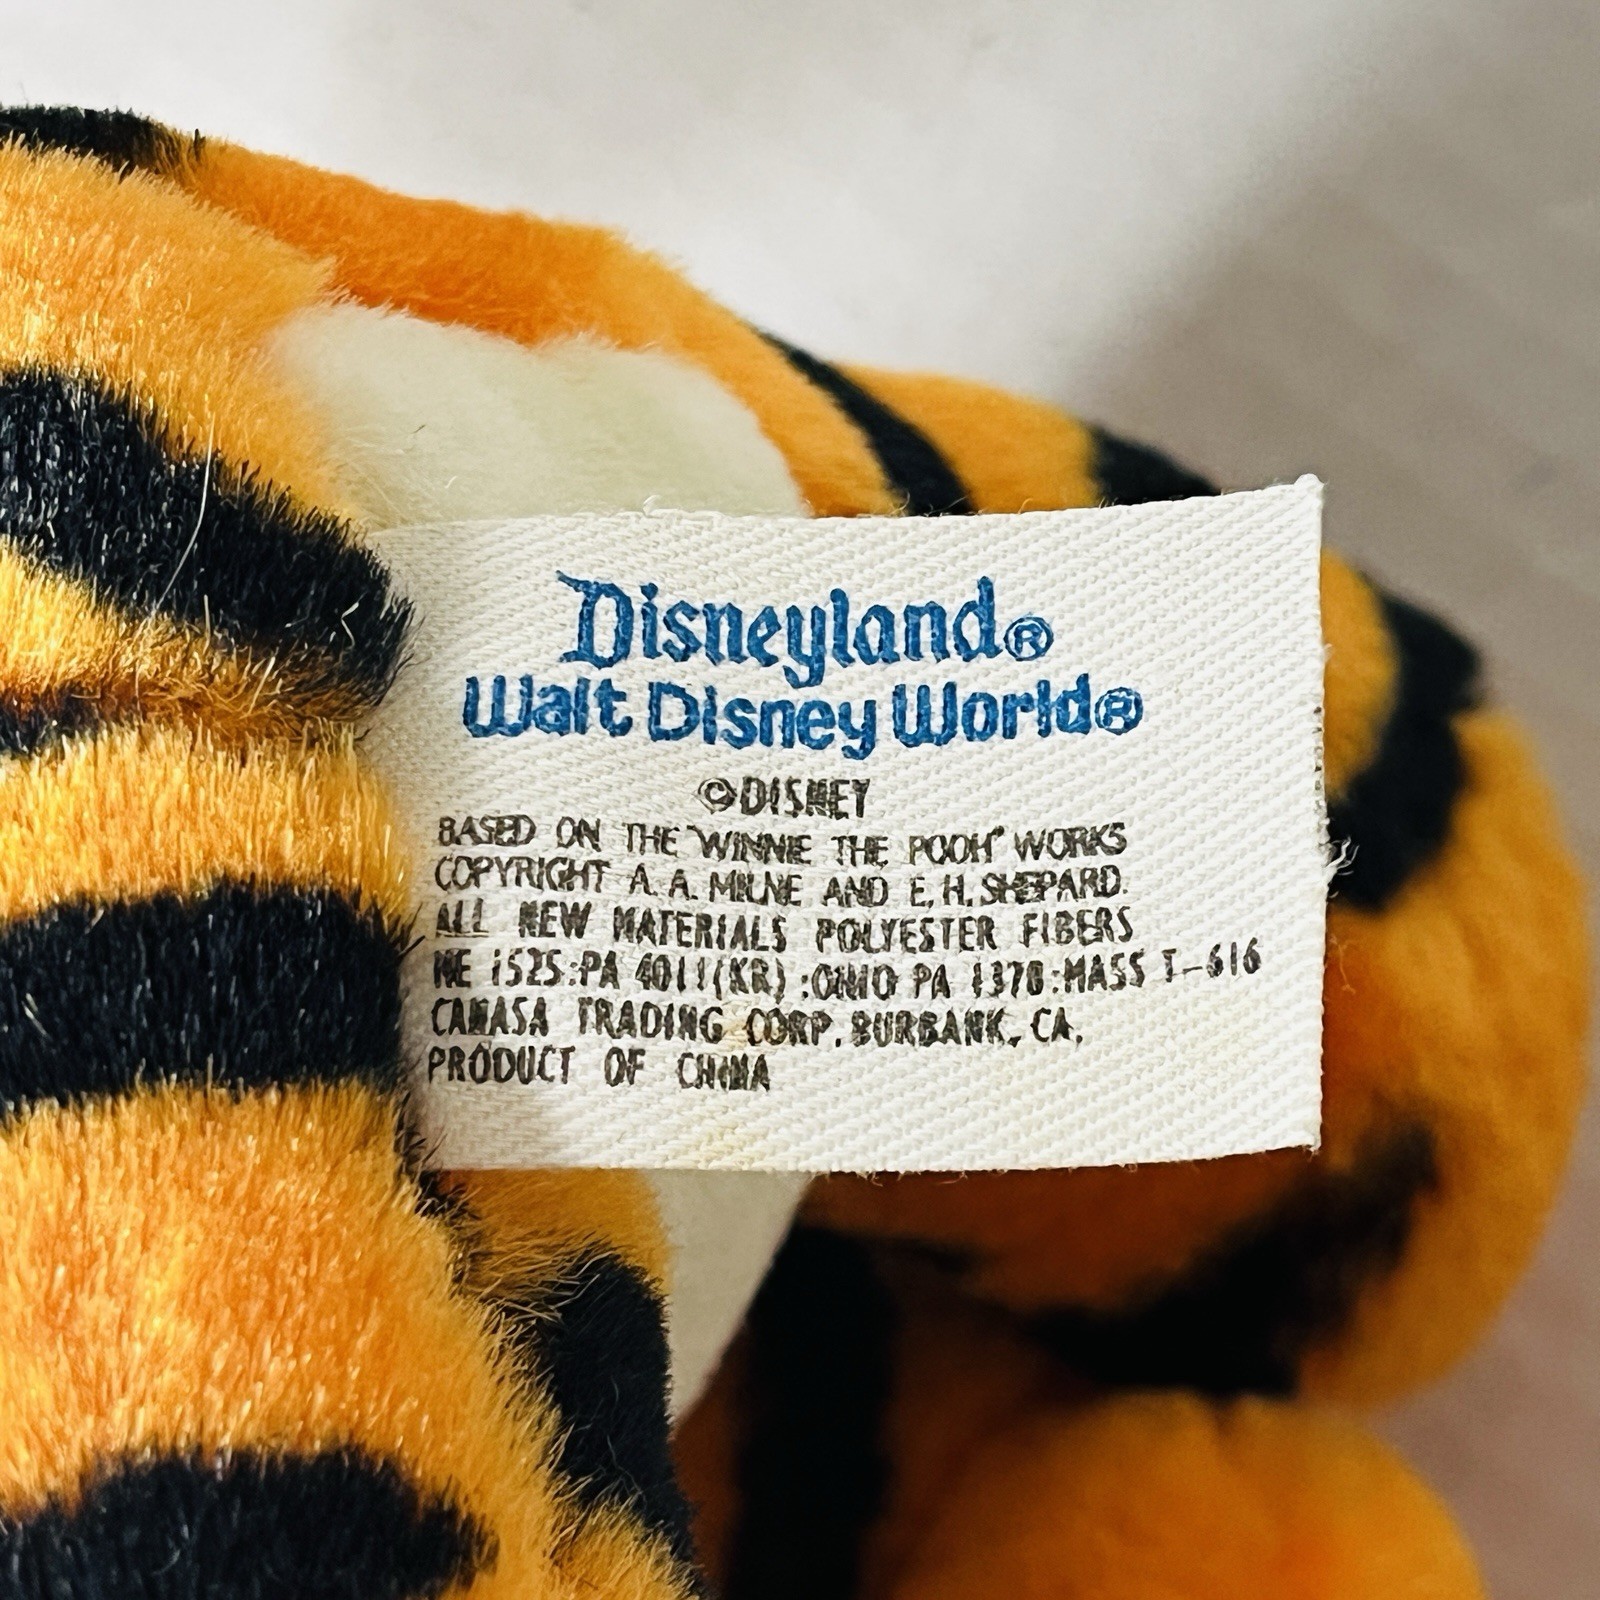 Disneyland®
Walt Disney World®
©DISNEY
BASED ON THE "WINNIE THE POOH" WORKS
COPYRIGHT A. A. MILNE AND E. H. SHEPARD.
ALL NEW MATERIALS POLYESTER FIBERS
NE 1525:PA 4011(KR):OHIO PA 1370:MASS T-616
CANASA TRADING CORP. BURBANK, CA.
PRODUCT OF CHINA